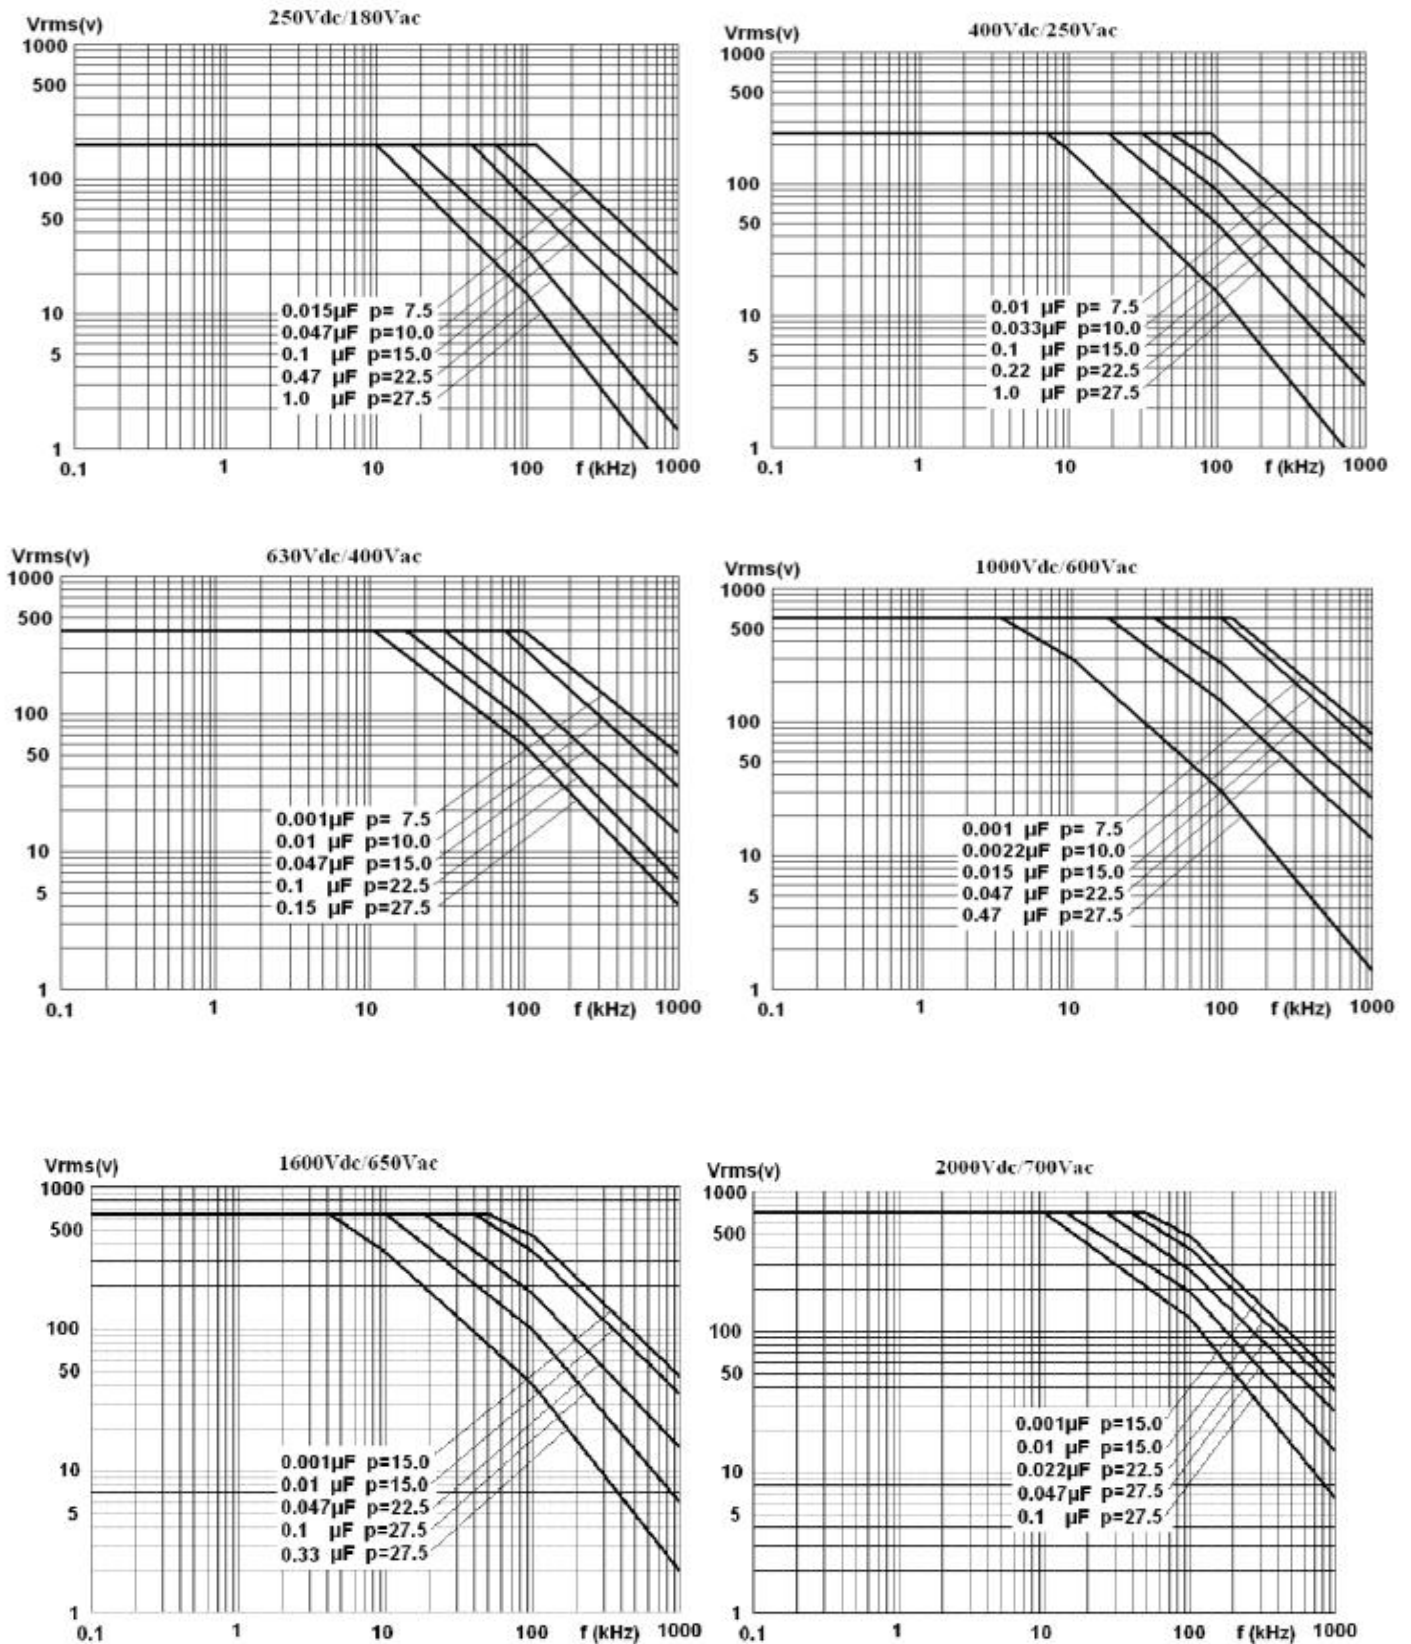 250Vdc/180Vac
Vrms(v)
1000
500
100
50
10
5
1
0.015µF p= 7.5
0.047µF p=10.0
0.1 µF p=15.0
0.47 µF p=22.5
1.0 µF p=27.5
0.1 1 10 100 f (kHz) 1000
400Vdc/250Vac
Vrms(v)
1000
500
100
50
10
5
1
0.01 µF p= 7.5
0.033µF p=10.0
0.1 µF p=15.0
0.22 µF p=22.5
1.0 µF p=27.5
0.1 1 10 100 f (kHz) 1000
630Vdc/400Vac
Vrms(v)
1000
500
100
50
10
5
1
0.001µF p= 7.5
0.01 µF p=10.0
0.047µF p=15.0
0.1 µF p=22.5
0.15 µF p=27.5
0.1 1 10 100 f (kHz) 1000
1000Vdc/600Vac
Vrms(v)
1000
500
100
50
10
5
1
0.001 µF p= 7.5
0.0022µF p=10.0
0.015 µF p=15.0
0.047 µF p=22.5
0.47 µF p=27.5
0.1 1 10 100 f (kHz) 1000
1600Vdc/650Vac
Vrms(v)
1000
500
100
50
10
5
1
0.001µF p=15.0
0.01 µF p=15.0
0.047µF p=22.5
0.1 µF p=27.5
0.33 µF p=27.5
0.1 1 10 100 f (kHz) 1000
2000Vdc/700Vac
Vrms(v)
1000
500
100
50
10
5
1
0.001µF p=15.0
0.01 µF p=15.0
0.022µF p=22.5
0.047µF p=27.5
0.1 µF p=27.5
0.1 1 10 100 f (kHz) 1000